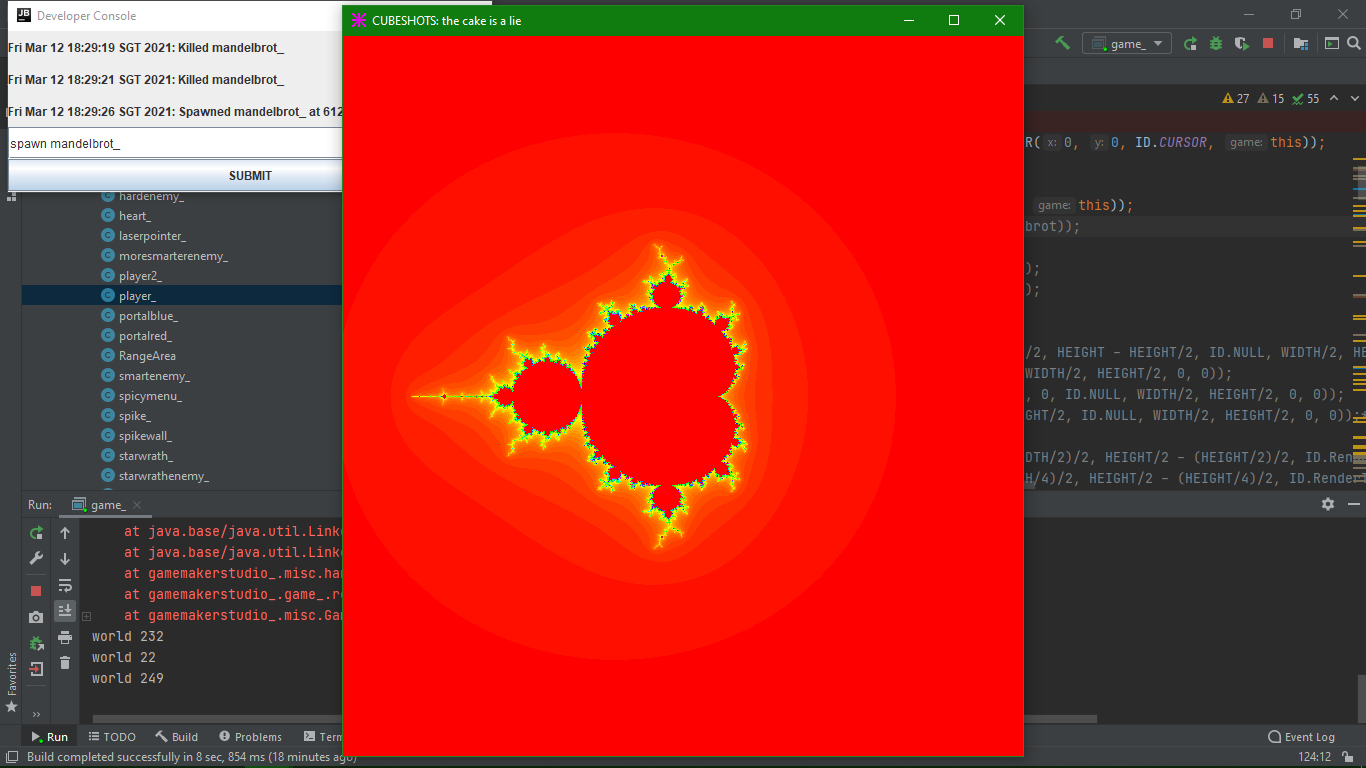 Developer Console
Fri Mar 12 18:29:19 SGT 2021: Killed mandelbrot_
Fri Mar 12 18:29:21 SGT 2021: Killed mandelbrot_
Fri Mar 12 18:29:26 SGT 2021: Spawned mandelbrot_ at 612
spawn mandelbrot_
SUBMIT
CUBESHOTS: the cake is a lie
game_
27 15 55
R( x: 0, y: 0, ID.CURSOR, game: this));
game: this));
brot));
);
);
/2, HEIGHT - HEIGHT/2, ID.NULL, WIDTH/2, HE
WIDTH/2, HEIGHT/2, 0, 0));
, 0, ID.NULL, WIDTH/2, HEIGHT/2, 0, 0));
GHT/2, ID.NULL, WIDTH/2, HEIGHT/2, 0, 0));
DTH/2)/2, HEIGHT/2 - (HEIGHT/2)/2, ID.Rend
H/4)/2, HEIGHT/2 - (HEIGHT/4)/2, ID.Render
hardenemy_
heart_
laserpointer_
moresmarterenemy_
player2_
player_
portalblue_
portalred_
RangeArea
smartenemy_
spicymenu_
spike_
spikewall_
starwrath_
starwrathenemy_
Run: game_
at java.base/java.util.Link
at java.base/java.util.Link
at gamemakerstudio_.misc.han
at gamemakerstudio_.game_.re
at gamemakerstudio_.misc.Gam
world 232
world 22
world 249
Favorites
Run TODO Build Problems Term
Event Log
Build completed successfully in 8 sec, 854 ms (18 minutes ago)
124:12